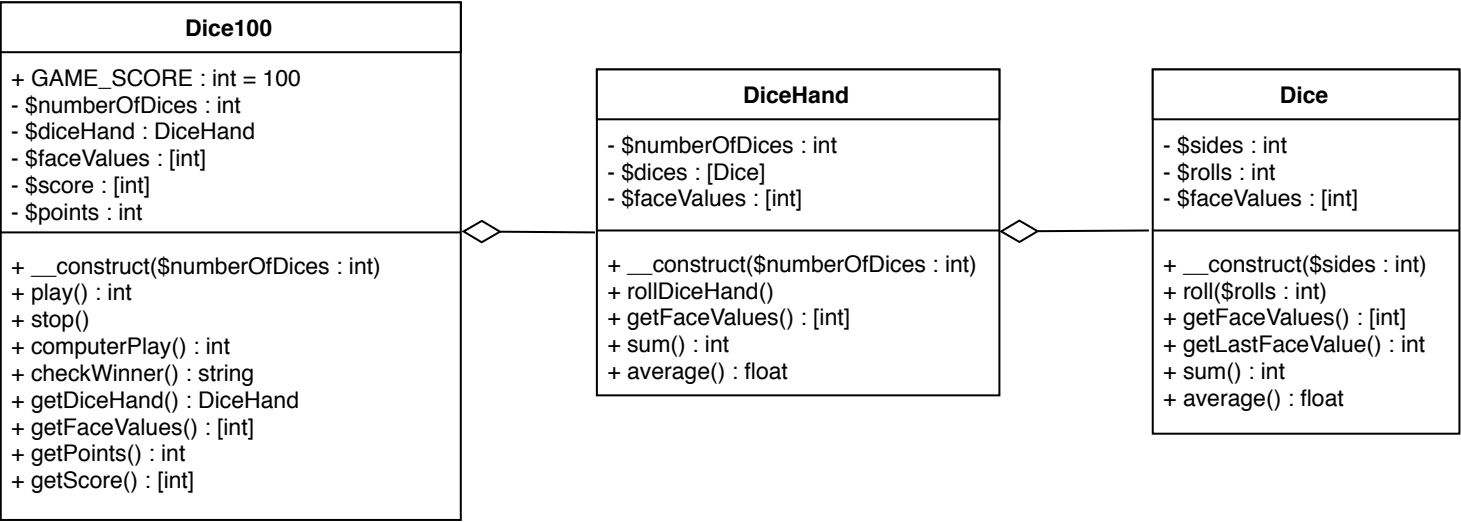 Dice100
+ GAME_SCORE : int = 100
- $numberOfDices : int
- $diceHand : DiceHand
- $faceValues : [int]
- $score : [int]
- $points : int
+ __construct($numberOfDices : int)
+ play() : int
+ stop()
+ computerPlay() : int
+ checkWinner() : string
+ getDiceHand() : DiceHand
+ getFaceValues() : [int]
+ getPoints() : int
+ getScore() : [int]
DiceHand
- $numberOfDices : int
- $dices : [Dice]
- $faceValues : [int]
+ __construct($numberOfDices : int)
+ rollDiceHand()
+ getFaceValues() : [int]
+ sum() : int
+ average() : float
Dice
- $sides : int
- $rolls : int
- $faceValues : [int]
+ __construct($sides : int)
+ roll($rolls : int)
+ getFaceValues() : [int]
+ getLastFaceValue() : int
+ sum() : int
+ average() : float